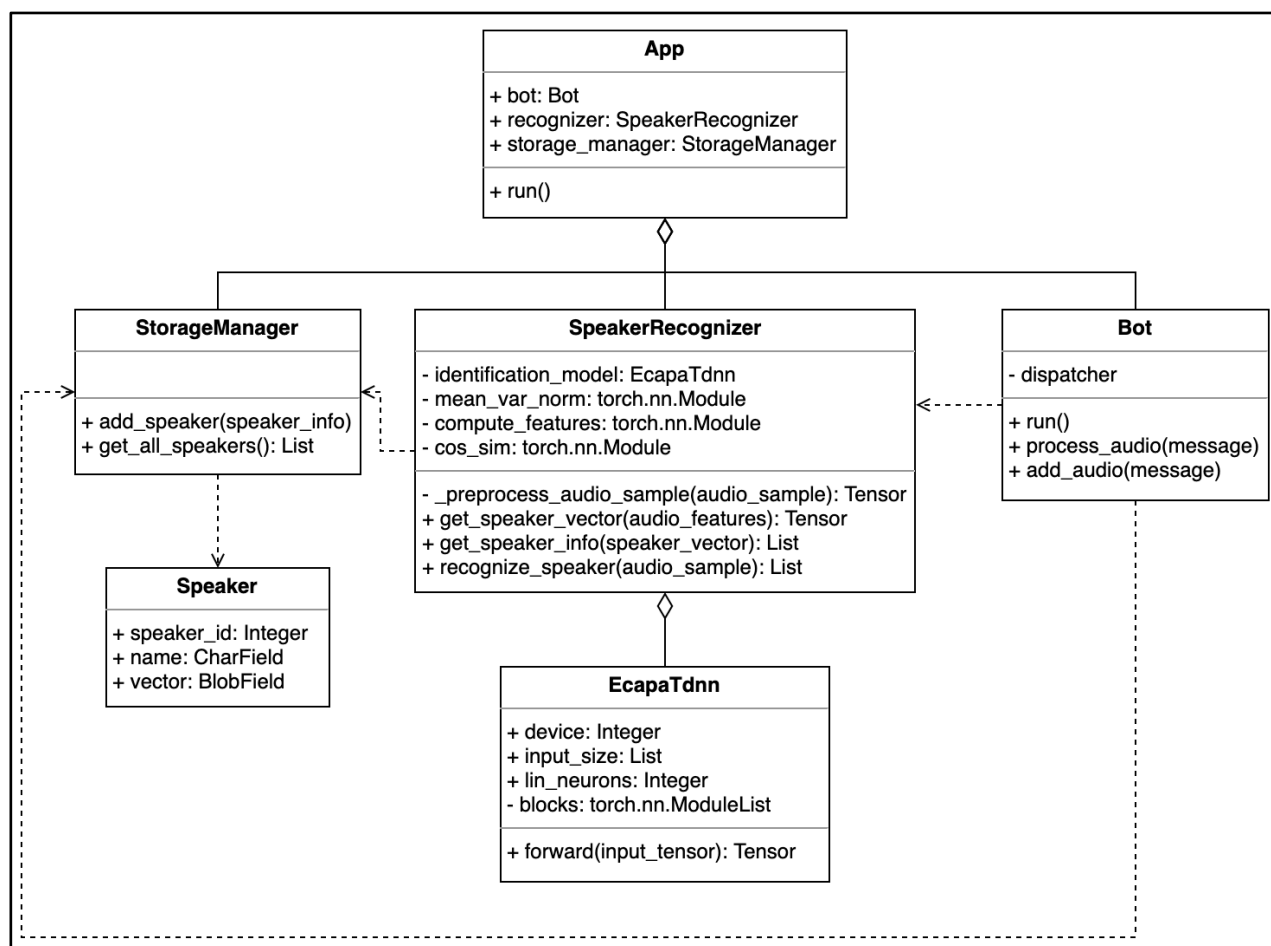 App
+ bot: Bot
+ recognizer: SpeakerRecognizer
+ storage_manager: StorageManager
+ run()
StorageManager
+ add_speaker(speaker_info)
+ get_all_speakers(): List
SpeakerRecognizer
- identification_model: EcapaTdnn
- mean_var_norm: torch.nn.Module
- compute_features: torch.nn.Module
- cos_sim: torch.nn.Module
- _preprocess_audio_sample(audio_sample): Tensor
+ get_speaker_vector(audio_features): Tensor
+ get_speaker_info(speaker_vector): List
+ recognize_speaker(audio_sample): List
Bot
- dispatcher
+ run()
+ process_audio(message)
+ add_audio(message)
Speaker
+ speaker_id: Integer
+ name: CharField
+ vector: BlobField
EcapaTdnn
+ device: Integer
+ input_size: List
+ lin_neurons: Integer
- blocks: torch.nn.ModuleList
+ forward(input_tensor): Tensor